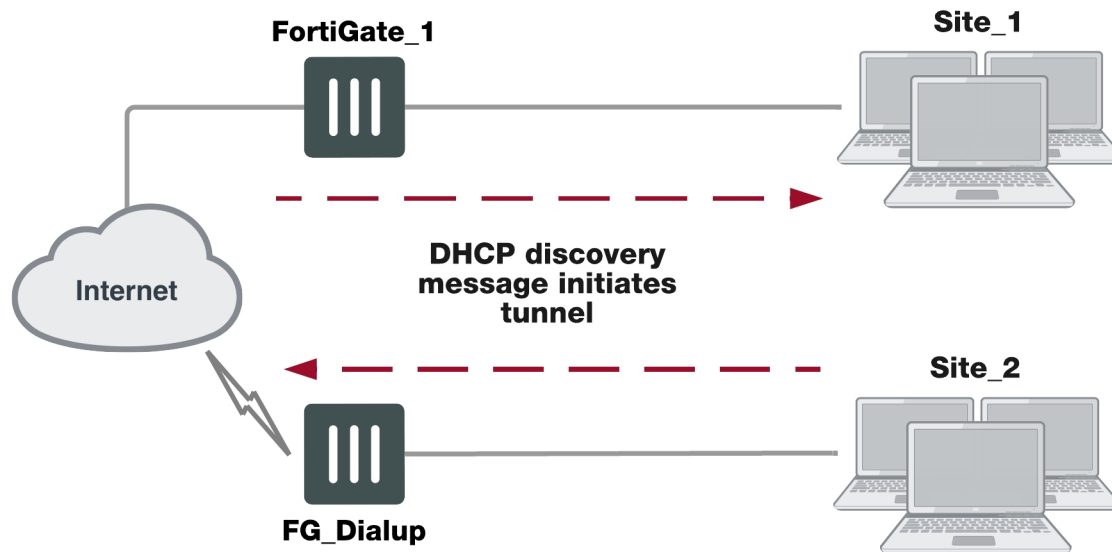 FortiGate_1
Site_1
DHCP discovery
message initiates
tunnel
Internet
Site_2
FG_Dialup